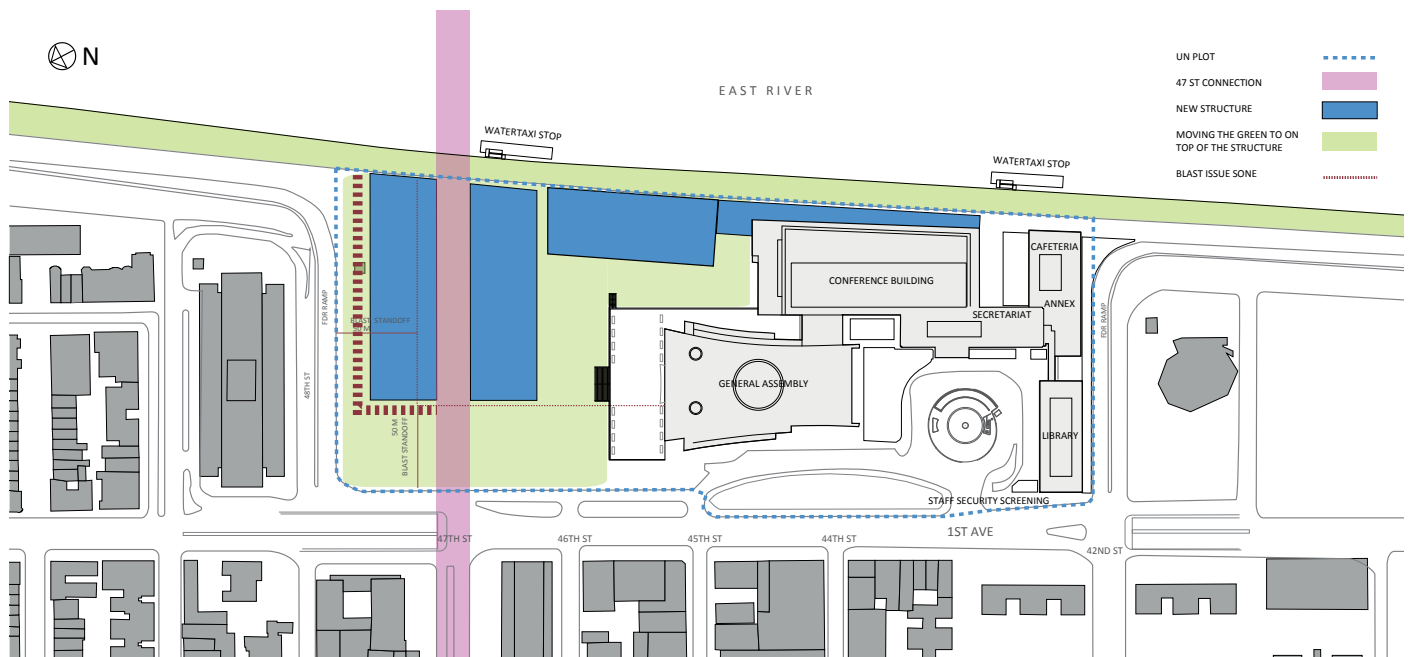 N
EAST RIVER
UN PLOT
47 ST CONNECTION
NEW STRUCTURE
MOVING THE GREEN TO ON
TOP OF THE STRUCTURE
BLAST ISSUE SONE
WATERTAXI STOP
WATERTAXI STOP
CAFETERIA
CONFERENCE BUILDING
ANNEX
SECRETARIAT
FDR RAMP
BLAST STANDOFF
50 M
FDR RAMP
48TH ST
GENERAL ASSEMBLY
50 M
BLAST STANDOFF
LIBRARY
STAFF SECURITY SCREENING
1ST AVE
47TH ST
46TH ST
45TH ST
44TH ST
42ND ST